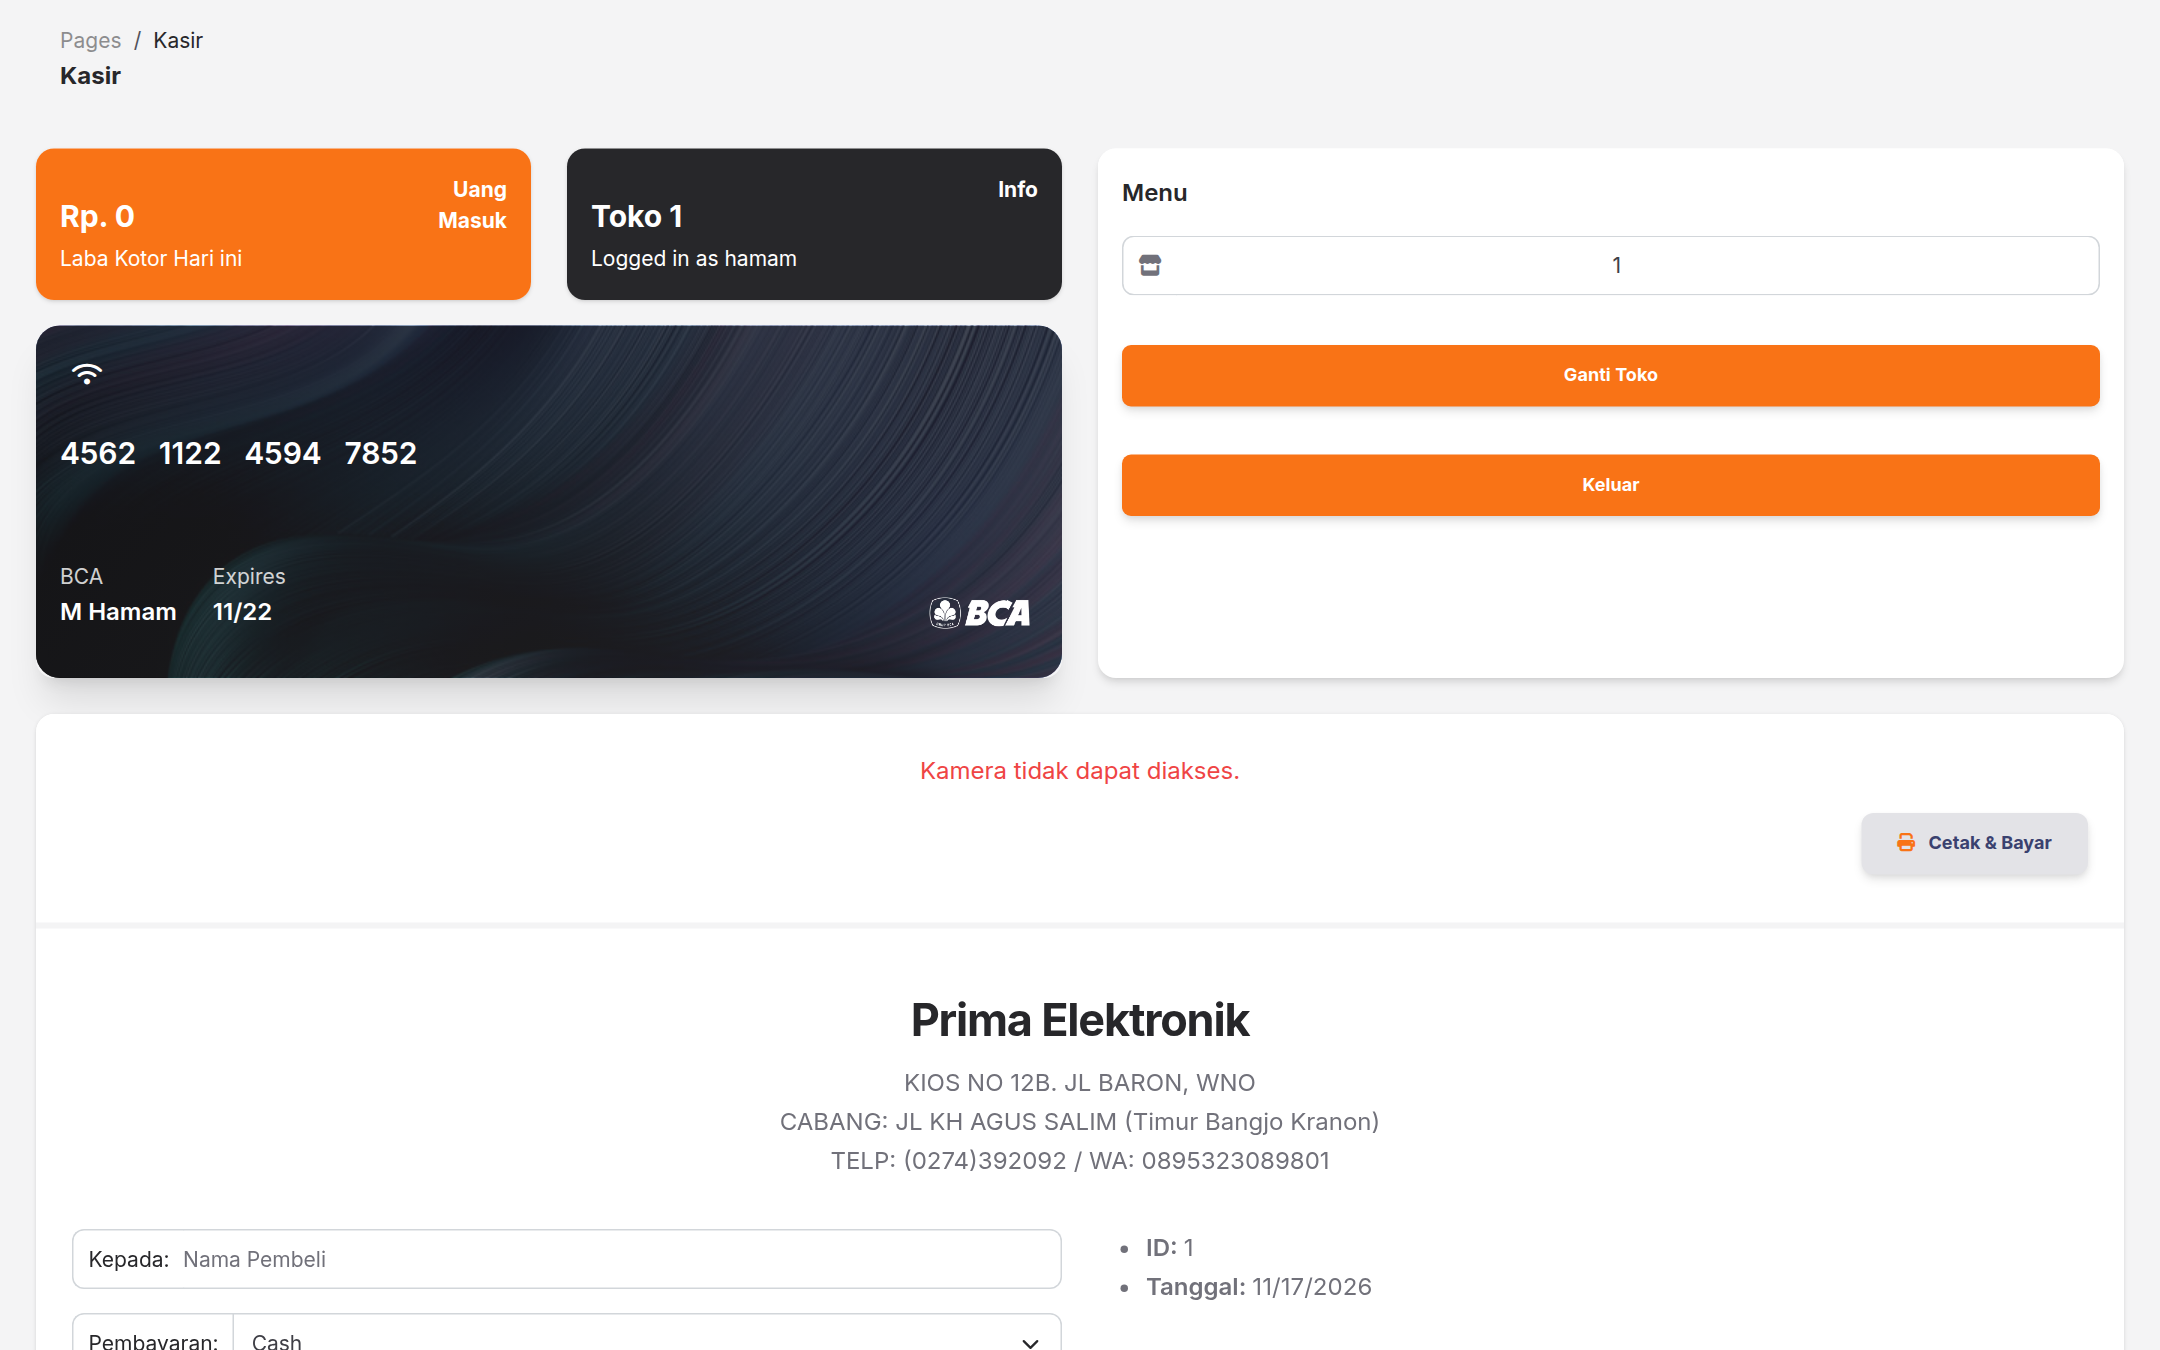 Pages / Kasir
Kasir
Rp. 0
Uang
Masuk
Laba Kotor Hari ini
Toko 1
Info
Logged in as hamam
Menu
1
Ganti Toko
Keluar
4562 1122 4594 7852
BCA
Expires
M Hamam
11/22
BCA
Kamera tidak dapat diakses.
Cetak & Bayar
Prima Elektronik
KIOS NO 12B. JL BARON, WNO
CABANG: JL KH AGUS SALIM (Timur Bangjo Kranon)
TELP: (0274)392092 / WA: 0895323089801
Kepada: Nama Pembeli
ID: 1
Tanggal: 11/17/2026
Pembayaran: Cash